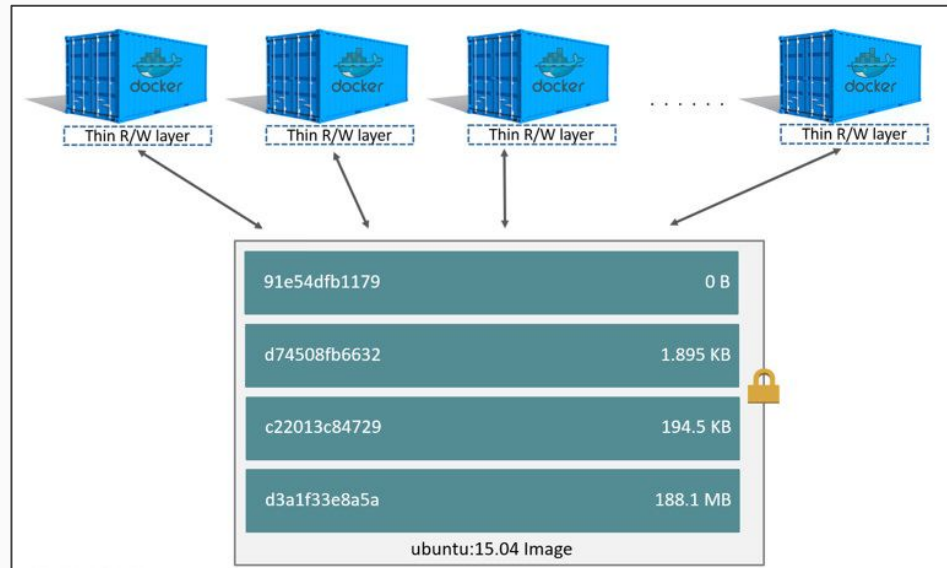 docker docker docker docker
Thin R/W layer Thin R/W layer Thin R/W layer . . . . . . Thin R/W layer
91e54dfb1179 0 B
d74508fb6632 1.895 KB
c22013c84729 194.5 KB
d3a1f33e8a5a 188.1 MB
ubuntu:15.04 Image